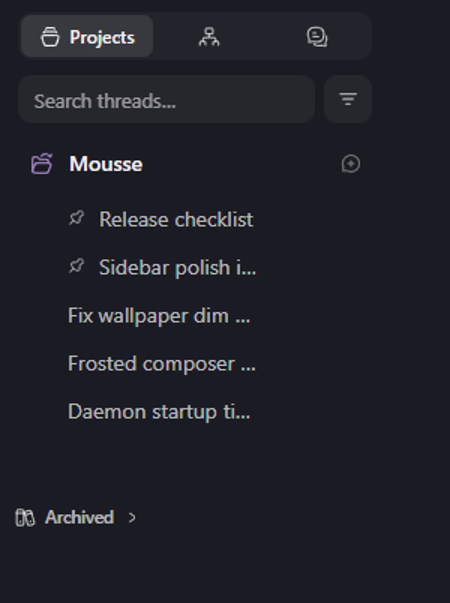 Projects
Search threads...
Mousse
Release checklist
Sidebar polish i...
Fix wallpaper dim ...
Frosted composer ...
Daemon startup ti...
Archived